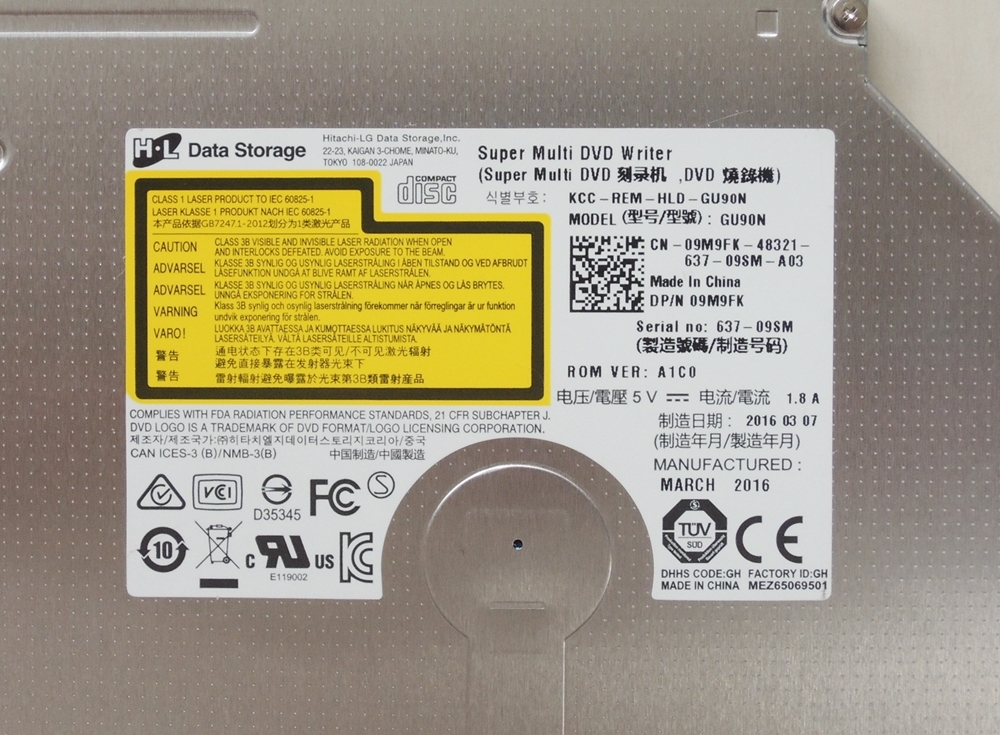 H·L Data Storage
Hitachi-LG Data Storage,Inc.
22-23, KAIGAN 3-CHOME, MINATO-KU,
TOKYO 108-0022 JAPAN
COMPACT
disc
CLASS 1 LASER PRODUCT TO IEC 60825-1
LASER KLASSE 1 PRODUKT NACH IEC 60825-1
本产品依据GB7247.1-2012划分为1类激光产品
CAUTION CLASS 3B VISIBLE AND INVISIBLE LASER RADIATION WHEN OPEN
AND INTERLOCKS DEFEATED. AVOID EXPOSURE TO THE BEAM.
ADVARSEL KLASSE 3B SYNLIG OG USYNLIG LASERSTRÅLING I ÅBEN TILSTAND OG VED AFBRUDT
LÅSEFUNKTION UNDGÅ AT BLIVE RAMT AF LASERSTRÅLEN.
ADVARSEL KLASSE 3B SYNLIG OG USYNLIG LASERSTRÅLING NÅR ÅPNES OG LÅS BRYTES.
UNNGÅ EKSPONERING FOR STRÅLEN.
VARNING Klass 3B synlig och osynlig laserstrålning förekommer når förreglingar är ur funktion
undvik exponering för strålen.
VARO! LUOKKA 3B AVATTAESSA JA KUMOTTAESSA LUKITUS NÄKYVÄÄ JA NÄKYMÄTÖNTÄ
LASERSÄTEILYÄ. VÄLTÄ LASERSÄTEILLE ALTTIUTUMISTA.
警告 通电状态下存在3B类可见/不可见激光辐射
避免直接暴露在发射器光束下
警告 雷射輻射避免曝露於光束第3B類雷射産品
COMPLIES WITH FDA RADIATION PERFORMANCE STANDARDS, 21 CFR SUBCHAPTER J.
DVD LOGO IS A TRADEMARK OF DVD FORMAT/LOGO LICENSING CORPORATION.
제조자/제조국가:㈜히타치엘지데이터스토리지코리아/중국
CAN ICES-3 (B)/NMB-3(B) 中国制造/中國製造
VCCI
D35345
FC
S
10
c RU US
E119002
KC
Super Multi DVD Writer
(Super Multi DVD 刻录机 ,DVD 燒錄機)
식별부호: KCC-REM-HLD-GU90N
MODEL (型号/型號) : GU90N
CN - 09M9FK - 48321 -
637 - 09SM - A03
Made In China
DP/N 09M9FK
Serial no: 637-09SM
(製造號碼/制造号码)
ROM VER: A1C0
电压/電壓 5 V ⎓ 电流/電流 1.8 A
制造日期: 2016 03 07
(制造年月/製造年月)
MANUFACTURED :
MARCH 2016
TÜV
SÜD
CE
DHHS CODE:GH FACTORY ID:GH
MADE IN CHINA MEZ65069501